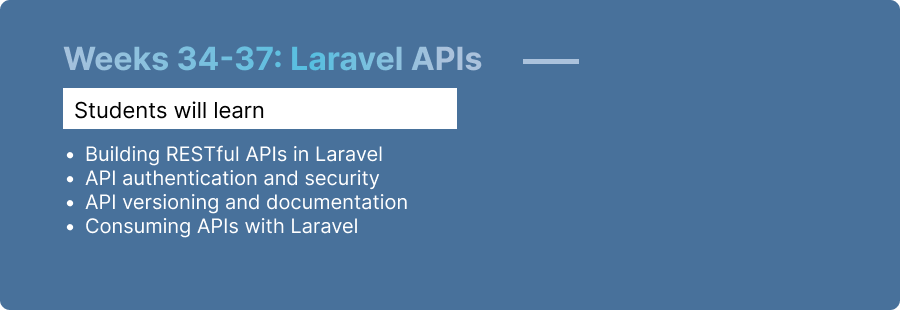 Weeks 34-37: Laravel APIs
Students will learn
• Building RESTful APIs in Laravel
• API authentication and security
• API versioning and documentation
• Consuming APIs with Laravel